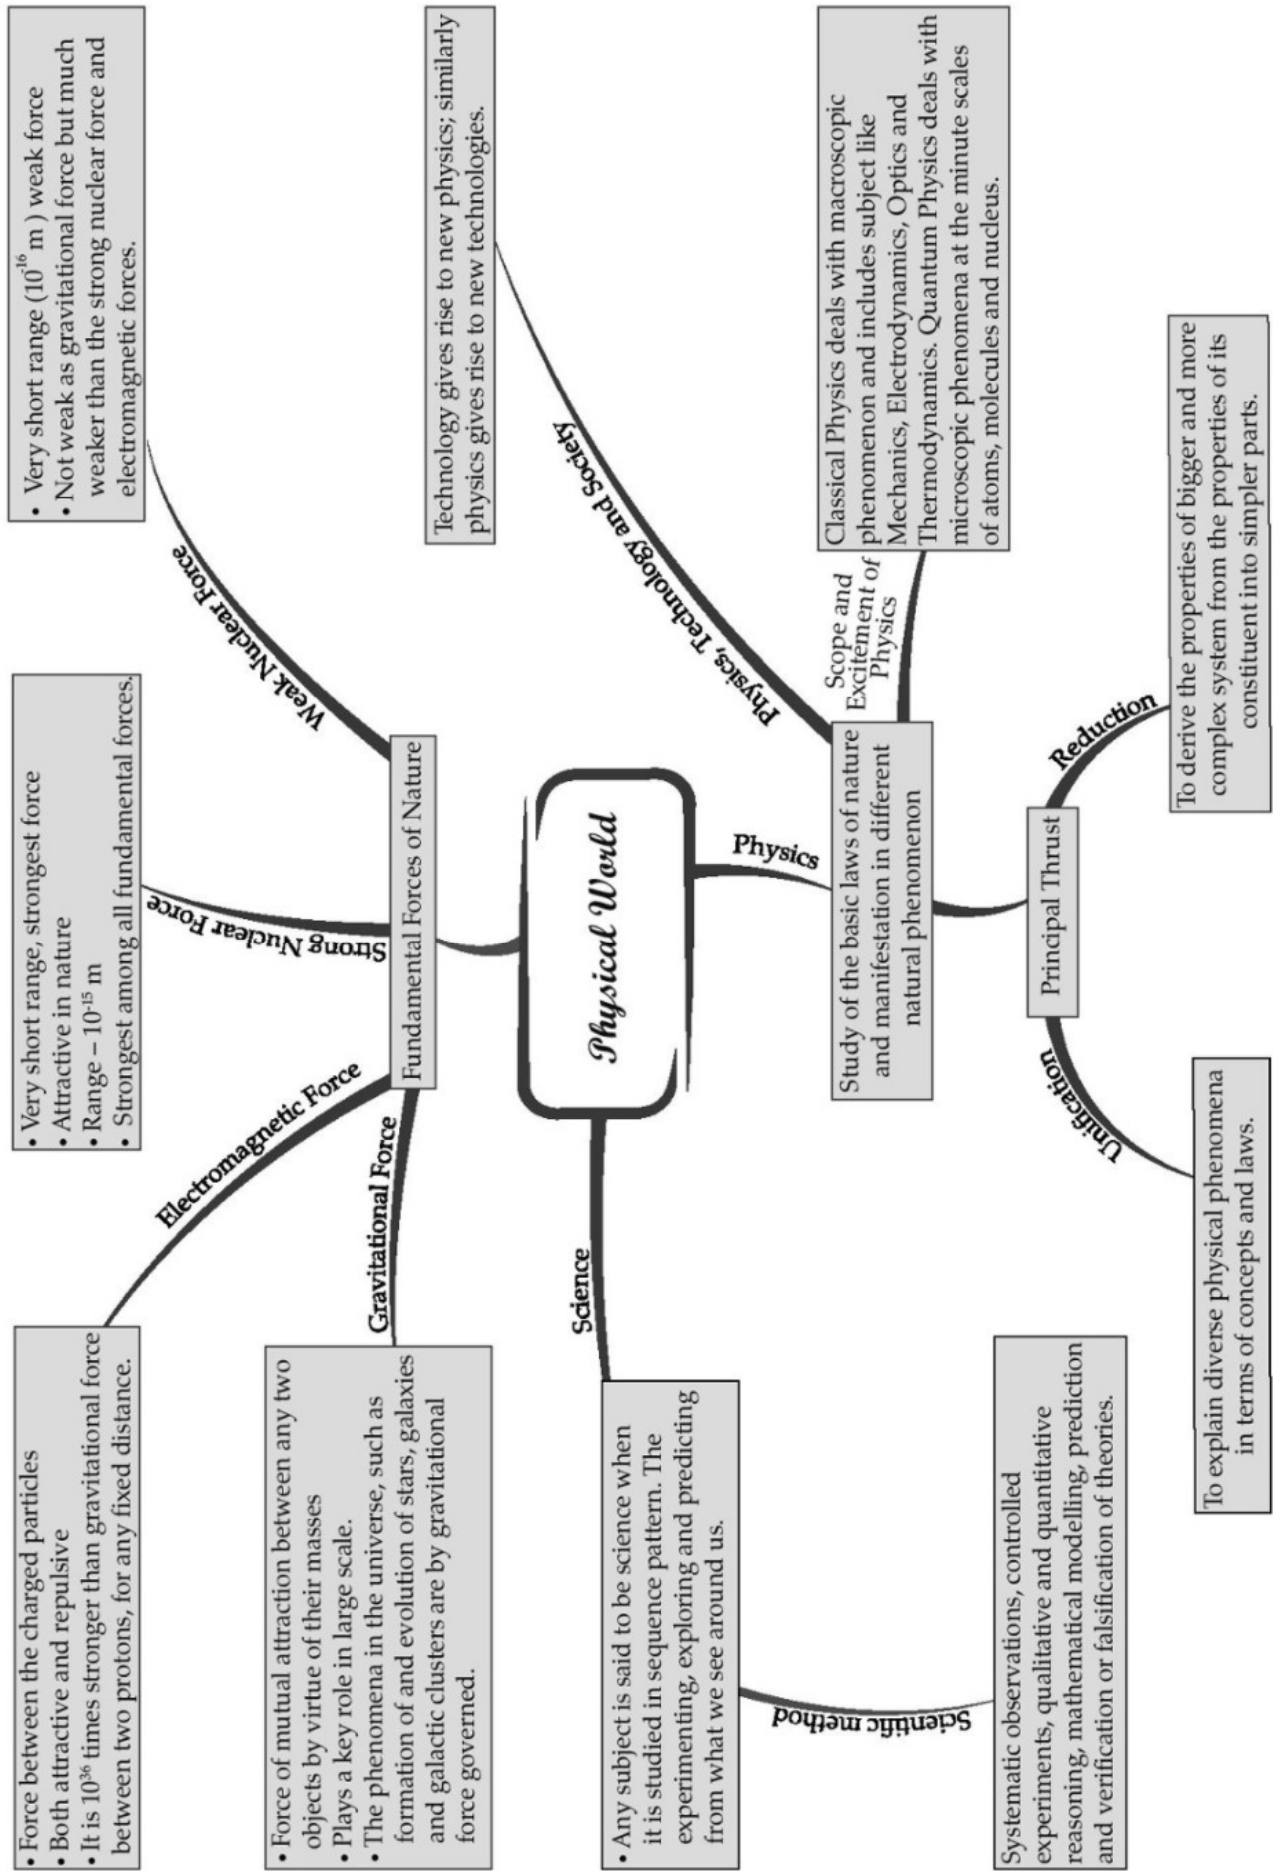 Physical World
Fundamental Forces of Nature
Electromagnetic Force
• Force between the charged particles
• Both attractive and repulsive
• It is 10³⁶ times stronger than gravitational force
between two protons, for any fixed distance.
Strong Nuclear Force
• Very short range, strongest force
• Attractive in nature
• Range – 10⁻¹⁵ m
• Strongest among all fundamental forces.
Weak Nuclear Force
• Very short range (10⁻¹⁶ m ) weak force
• Not weak as gravitational force but much
weaker than the strong nuclear force and
electromagnetic forces.
Gravitational Force
• Force of mutual attraction between any two
objects by virtue of their masses
• Plays a key role in large scale.
• The phenomena in the universe, such as
formation of and evolution of stars, galaxies
and galactic clusters are by gravitational
force governed.
Science
• Any subject is said to be science when
it is studied in sequence pattern. The
experimenting, exploring and predicting
from what we see around us.
Scientific method
Systematic observations, controlled
experiments, qualitative and quantitative
reasoning, mathematical modelling, prediction
and verification or falsification of theories.
Physics
Study of the basic laws of nature
and manifestation in different
natural phenomenon
Physics, Technology and Society
Technology gives rise to new physics; similarly
physics gives rise to new technologies.
Scope and
Excitement of
Physics
Classical Physics deals with macroscopic
phenomenon and includes subject like
Mechanics, Electrodynamics, Optics and
Thermodynamics. Quantum Physics deals with
microscopic phenomena at the minute scales
of atoms, molecules and nucleus.
Principal Thrust
Unification
To explain diverse physical phenomena
in terms of concepts and laws.
Reduction
To derive the properties of bigger and more
complex system from the properties of its
constituent into simpler parts.